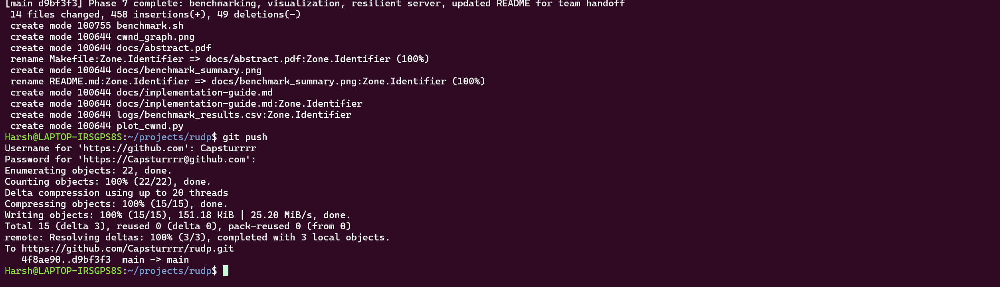 [main d9bf3f3] Phase 7 complete: benchmarking, visualization, resilient server, updated README for team handoff
14 files changed, 458 insertions(+), 49 deletions(-)
create mode 100755 benchmark.sh
create mode 100644 cwnd_graph.png
create mode 100644 docs/abstract.pdf
rename Makefile:Zone.Identifier => docs/abstract.pdf:Zone.Identifier (100%)
create mode 100644 docs/benchmark_summary.png
rename README.md:Zone.Identifier => docs/benchmark_summary.png:Zone.Identifier (100%)
create mode 100644 docs/implementation-guide.md
create mode 100644 docs/implementation-guide.md:Zone.Identifier
create mode 100644 logs/benchmark_results.csv:Zone.Identifier
create mode 100644 plot_cwnd.py
Harsh@LAPTOP-IRSGPS8S:~/projects/rudp$ git push
Username for 'https://github.com': Capsturrrr
Password for 'https://Capsturrrr@github.com':
Enumerating objects: 22, done.
Counting objects: 100% (22/22), done.
Delta compression using up to 20 threads
Compressing objects: 100% (15/15), done.
Writing objects: 100% (15/15), 151.18 KiB | 25.20 MiB/s, done.
Total 15 (delta 3), reused 0 (delta 0), pack-reused 0 (from 0)
remote: Resolving deltas: 100% (3/3), completed with 3 local objects.
To https://github.com/Capsturrrr/rudp.git
4f8ae90..d9bf3f3  main -> main
Harsh@LAPTOP-IRSGPS8S:~/projects/rudp$